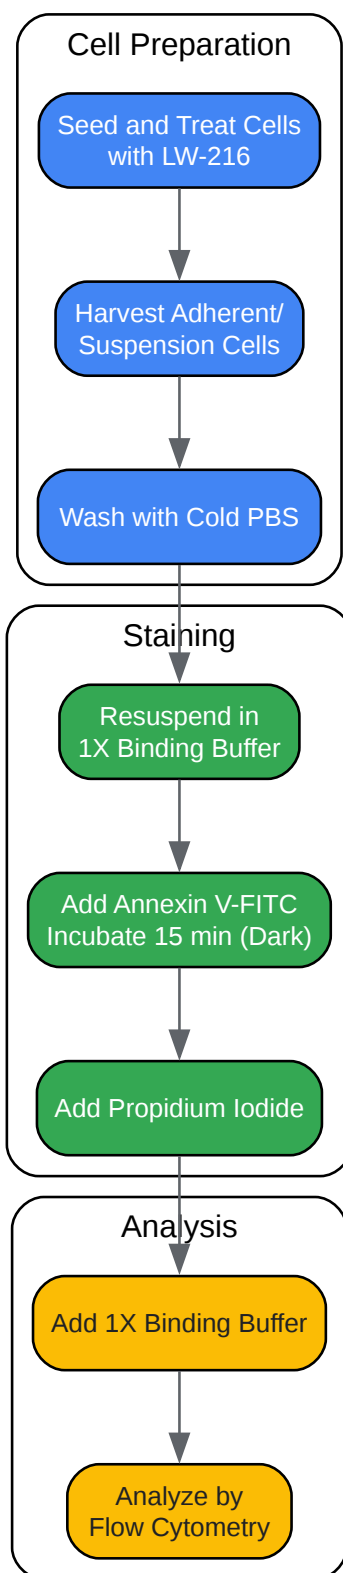 Cell Preparation
Seed and Treat Cells
with LW-216
Harvest Adherent/
Suspension Cells
Wash with Cold PBS
Staining
Resuspend in
1X Binding Buffer
Add Annexin V-FITC
Incubate 15 min (Dark)
Add Propidium Iodide
Analysis
Add 1X Binding Buffer
Analyze by
Flow Cytometry